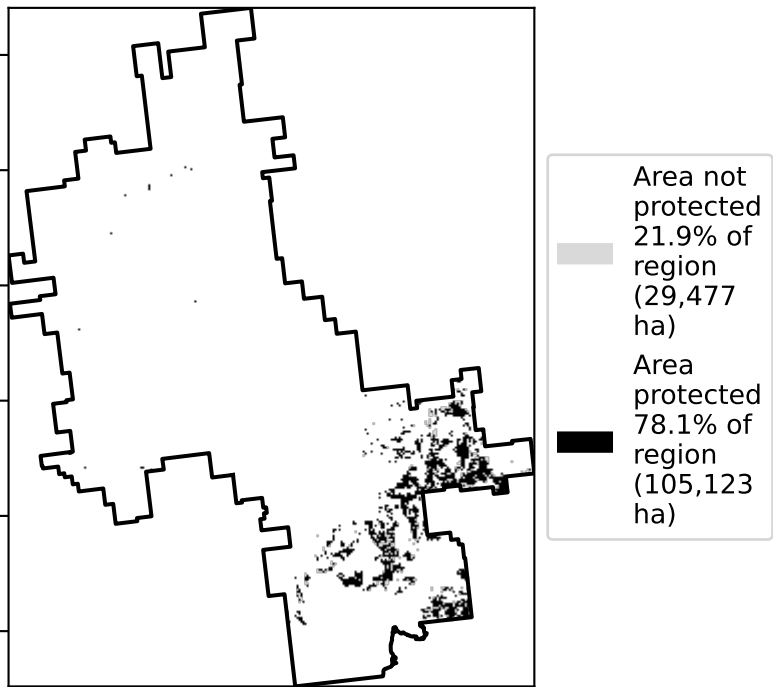 Area not
protected
21.9% of
region
(29,477
ha)
Area
protected
78.1% of
region
(105,123
ha)